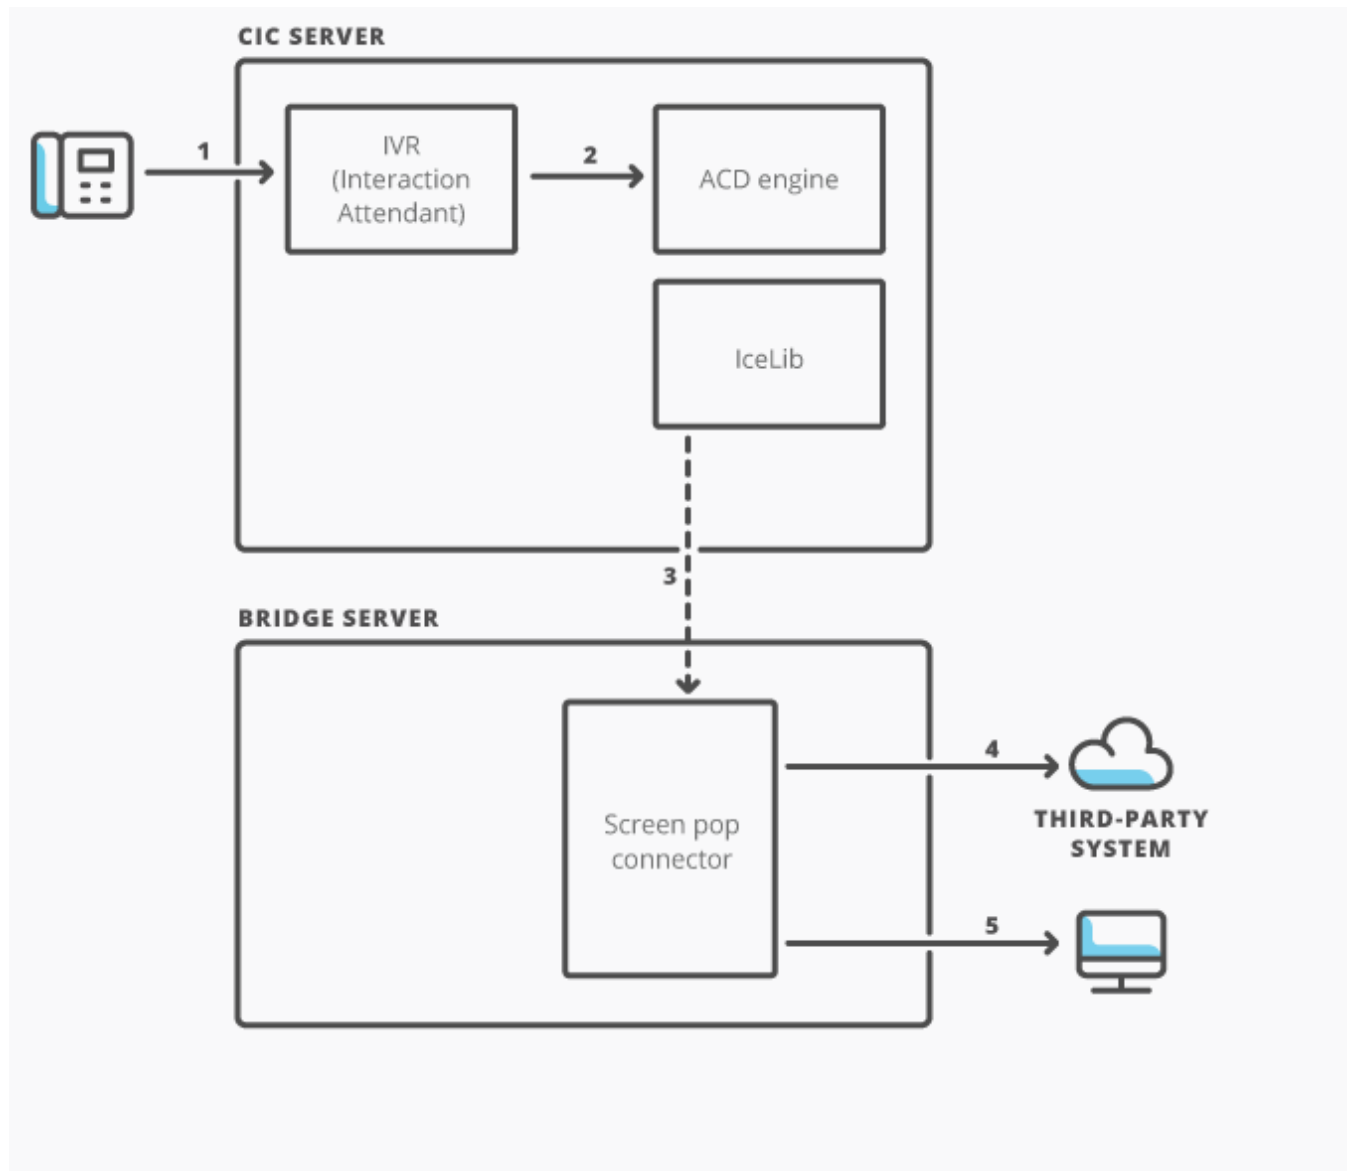 CIC SERVER
1
IVR
(Interaction
Attendant)
2
ACD engine
IceLib
3
BRIDGE SERVER
Screen pop
connector
4
THIRD-PARTY
SYSTEM
5